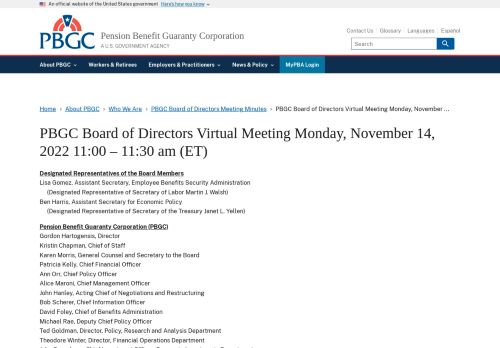 An official website of the United States government Here's how you know
PBGC
Pension Benefit Guaranty Corporation
A U.S. GOVERNMENT AGENCY
Contact Us Glossary Languages Español
Search
About PBGC Workers & Retirees Employers & Practitioners News & Policy MyPBA Login
Home › About PBGC › Who We Are › PBGC Board of Directors Meeting Minutes › PBGC Board of Directors Virtual Meeting Monday, November ...
PBGC Board of Directors Virtual Meeting Monday, November 14,
2022 11:00 – 11:30 am (ET)
Designated Representatives of the Board Members
Lisa Gomez, Assistant Secretary, Employee Benefits Security Administration
(Designated Representative of Secretary of Labor Martin J. Walsh)
Ben Harris, Assistant Secretary for Economic Policy
(Designated Representative of Secretary of the Treasury Janet L. Yellen)
Pension Benefit Guaranty Corporation (PBGC)
Gordon Hartogensis, Director
Kristin Chapman, Chief of Staff
Karen Morris, General Counsel and Secretary to the Board
Patricia Kelly, Chief Financial Officer
Ann Orr, Chief Policy Officer
Alice Maroni, Chief Management Officer
John Hanley, Acting Chief of Negotiations and Restructuring
Bob Scherer, Chief Information Officer
David Foley, Chief of Benefits Administration
Michael Rae, Deputy Chief Policy Officer
Ted Goldman, Director, Policy, Research and Analysis Department
Theodore Winter, Director, Financial Operations Department